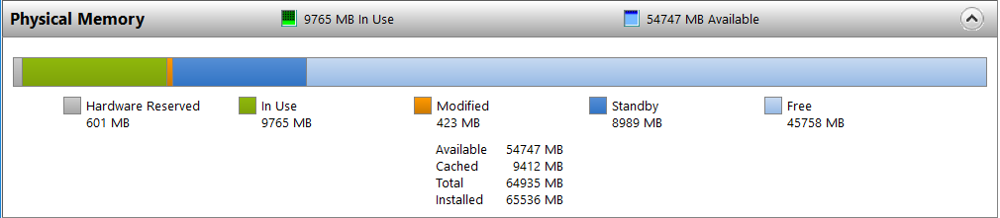 Physical Memory 9765 MB In Use 54747 MB Available
Hardware Reserved In Use Modified Standby Free
601 MB 9765 MB 423 MB 8989 MB 45758 MB
Available 54747 MB
Cached 9412 MB
Total 64935 MB
Installed 65536 MB